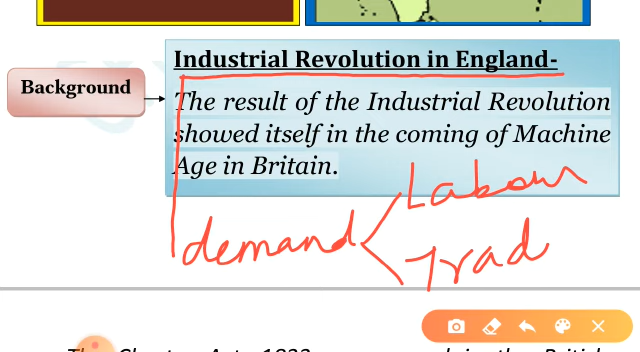 Industrial Revolution in England-
Background
The result of the Industrial Revolution
showed itself in the coming of Machine
Age in Britain.
Labour
demand
Trad